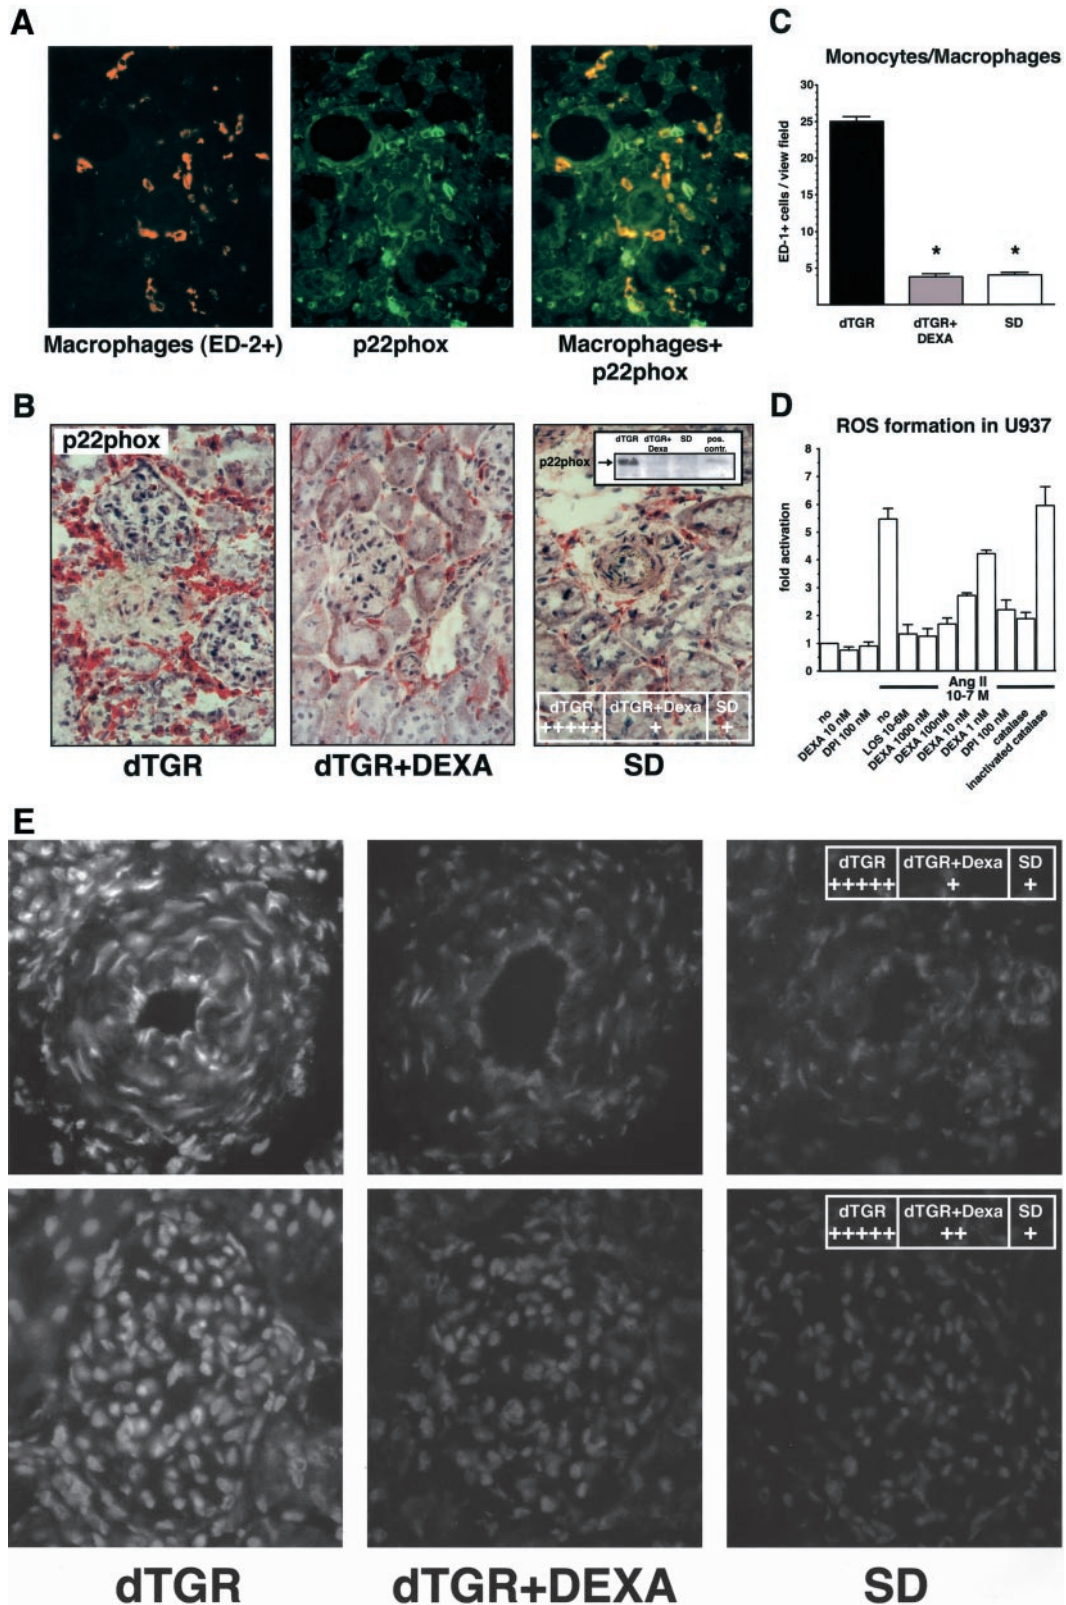 A
Macrophages (ED-2+)
p22phox
Macrophages+
p22phox
C
Monocytes/Macrophages
ED-1+ cells / view field
30
25
20
15
10
5
dTGR
dTGR+
DEXA
SD
*
*
B
p22phox
dTGR
dTGR+DEXA
SD
dTGR dTGR+ SD pos.
Dexa contr.
p22phox
dTGR dTGR+Dexa SD
+++++ + +
D
ROS formation in U937
fold activation
8
7
6
5
4
3
2
1
0
Ang II
10-7 M
no
DEXA 10 nM
DPI 100 nM
no
LOS 10-6M
DEXA 1000 nM
DEXA 100nM
DEXA 10 nM
DEXA 1 nM
DPI 100 nM
catalase
inactivated catalase
E
dTGR dTGR+Dexa SD
+++++ + +
dTGR dTGR+Dexa SD
+++++ ++ +
dTGR
dTGR+DEXA
SD